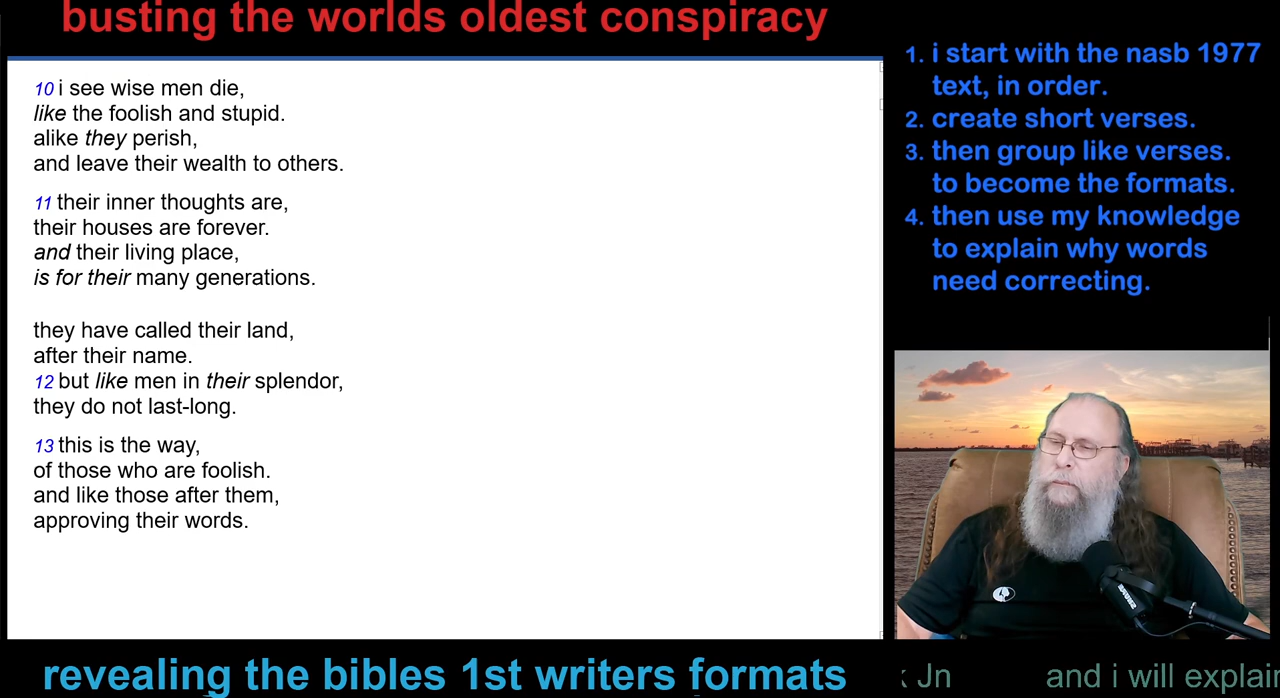 busting the worlds oldest conspiracy
10 i see wise men die,
like the foolish and stupid.
alike they perish,
and leave their wealth to others.
11 their inner thoughts are,
their houses are forever.
and their living place,
is for their many generations.
they have called their land,
after their name.
12 but like men in their splendor,
they do not last-long.
13 this is the way,
of those who are foolish.
and like those after them,
approving their words.
1. i start with the nasb 1977
text, in order.
2. create short verses.
3. then group like verses.
to become the formats.
4. then use my knowledge
to explain why words
need correcting.
SHURE
revealing the bibles 1st writers formats
Jn and i will explai